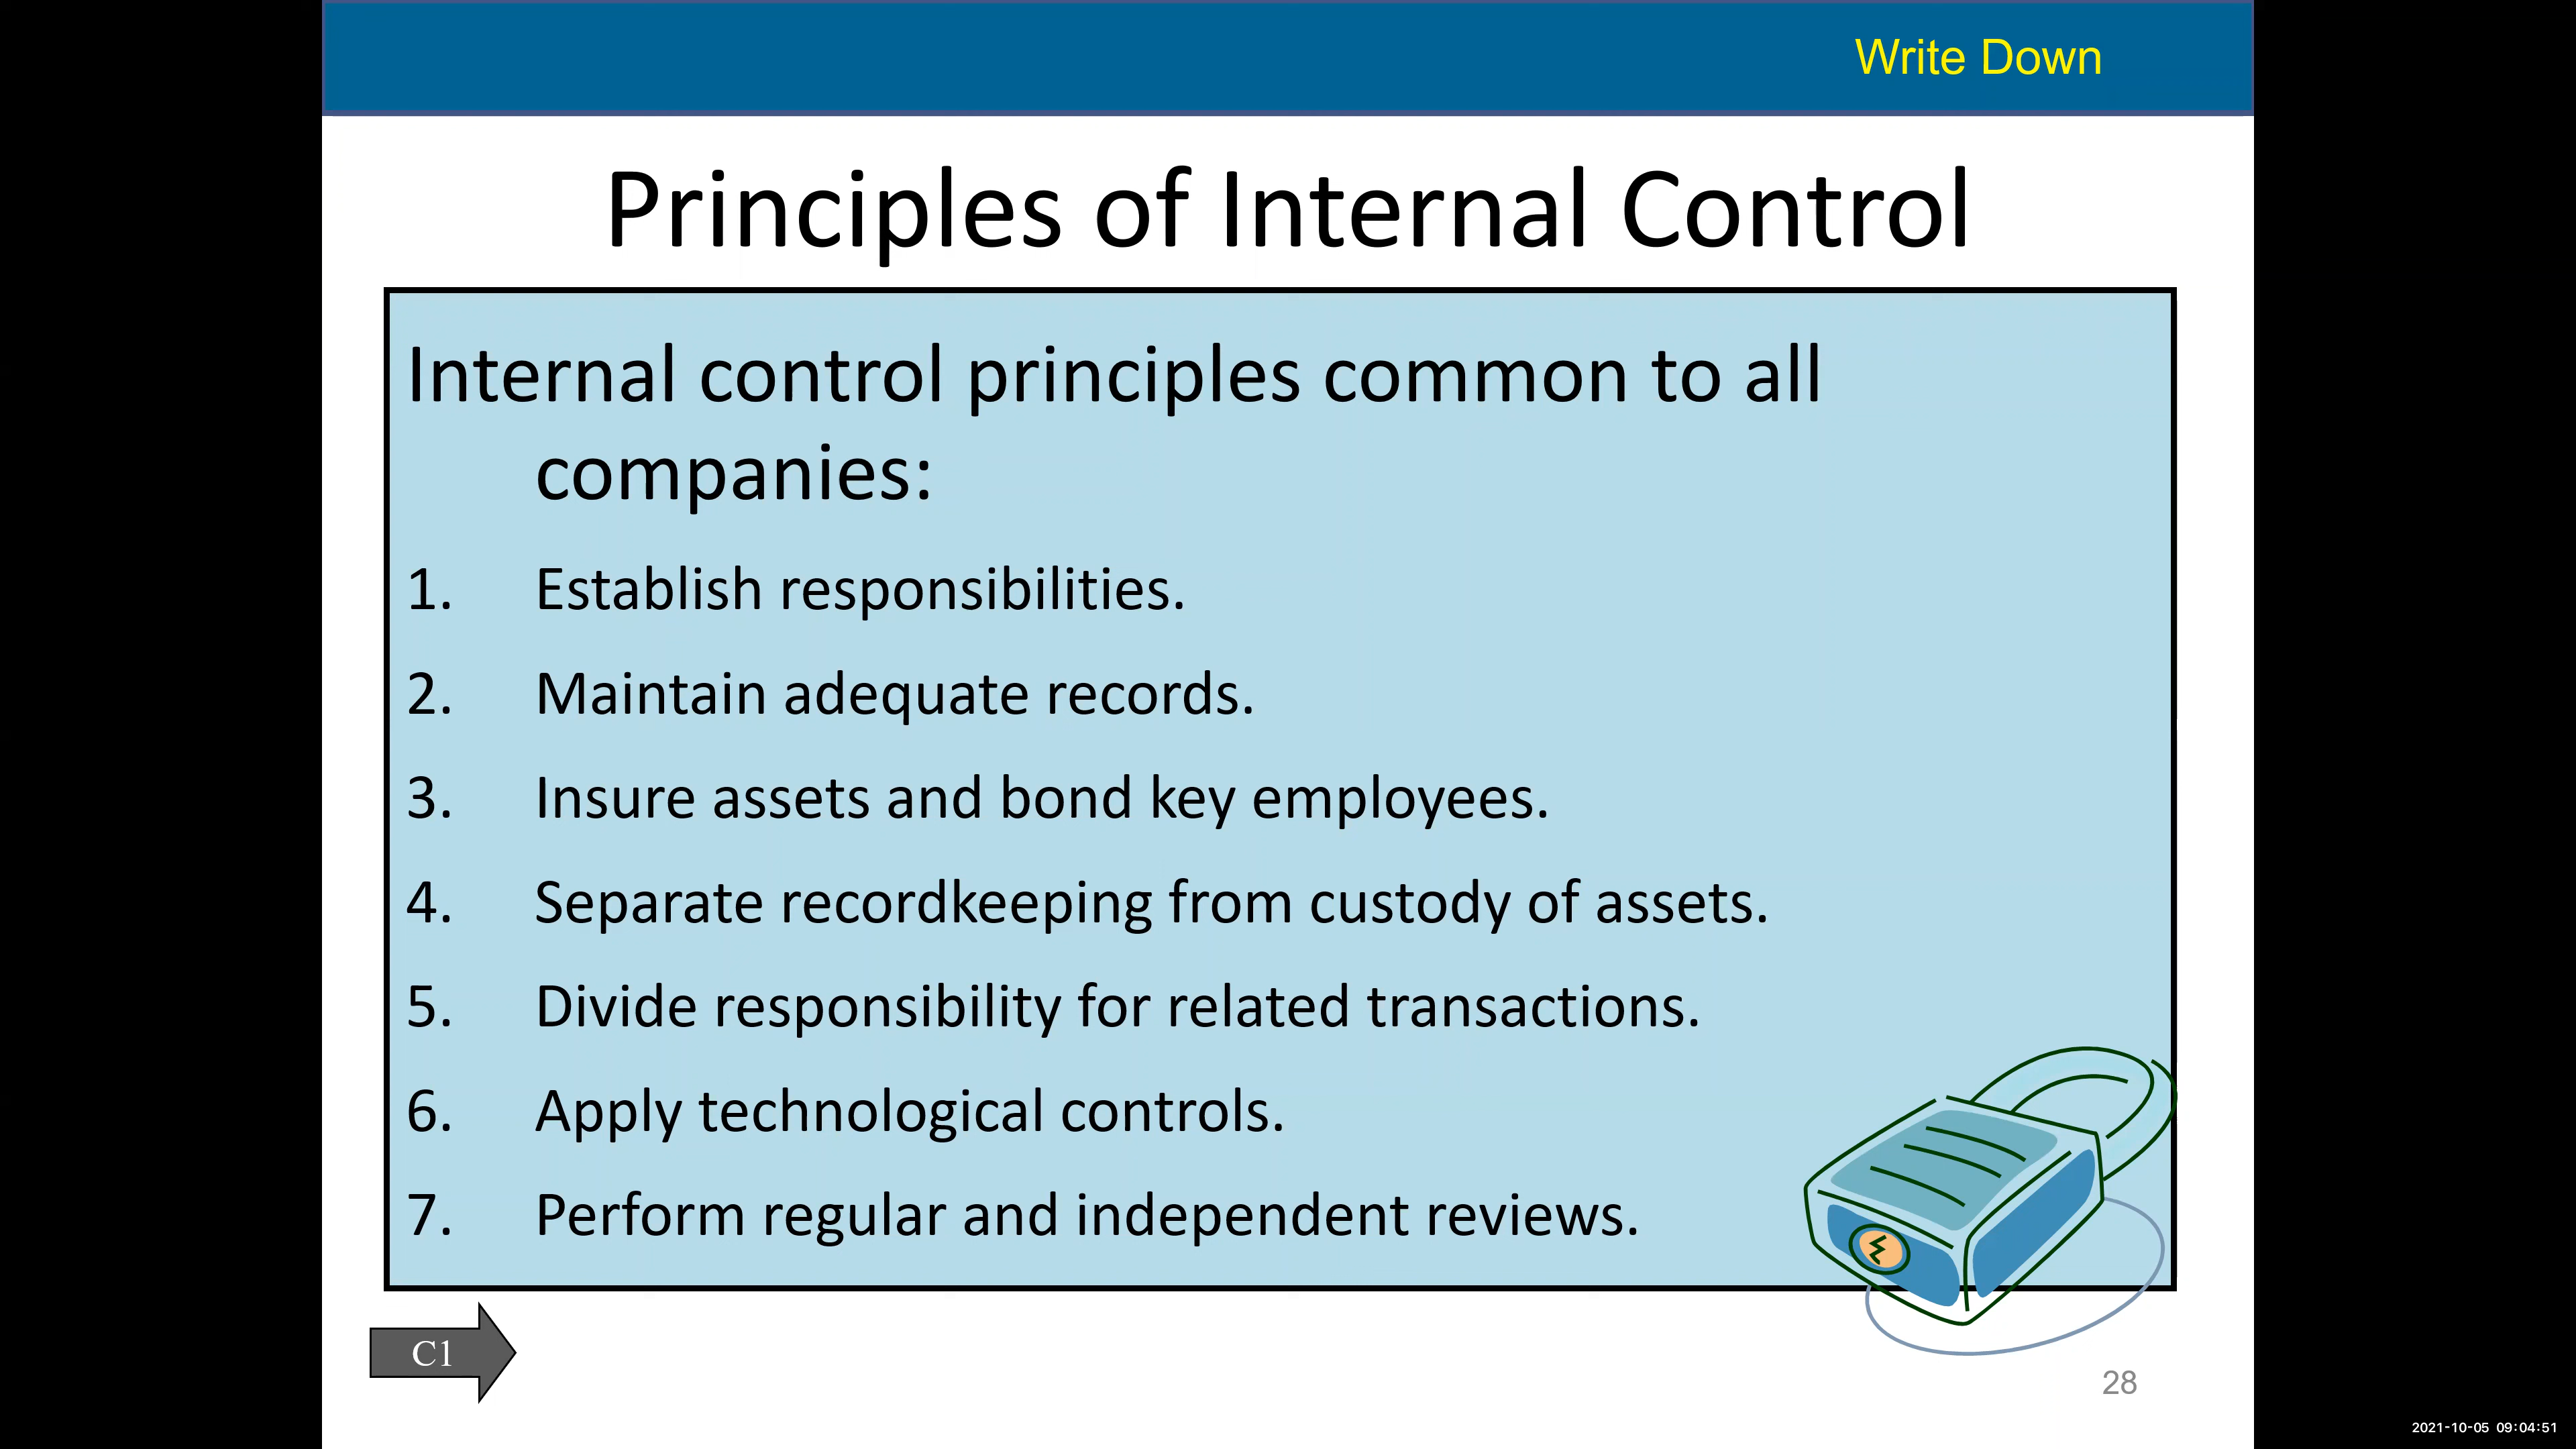 Write Down
Principles of Internal Control
Internal control principles common to all
companies:
1. Establish responsibilities.
2. Maintain adequate records.
3. Insure assets and bond key employees.
4. Separate recordkeeping from custody of assets.
5. Divide responsibility for related transactions.
6. Apply technological controls.
7. Perform regular and independent reviews.
C1
28
2021-10-05 09:04:51